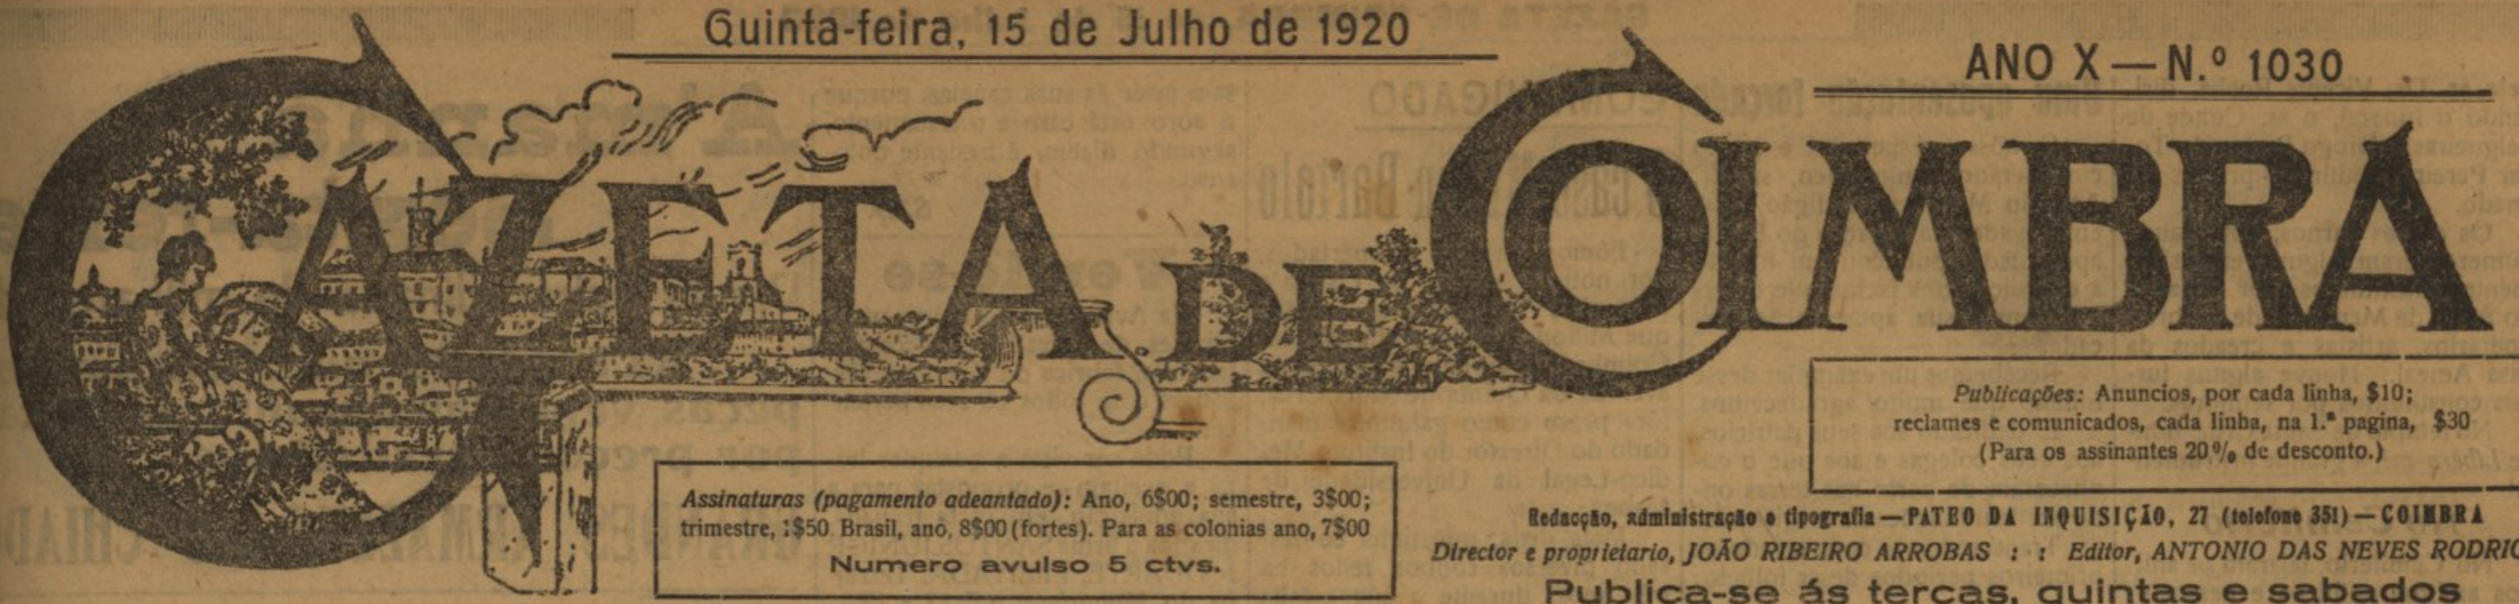 Quinta-feira, 15 de Julho de 1920
ANO X — N.º 1030
GAZETA DE COIMBRA
Publicações: Anuncios, por cada linha, $10;
reclames e comunicados, cada linha, na 1.ª pagina, $30
(Para os assinantes 20% de desconto.)
Assinaturas (pagamento adeantado): Ano, 6$00; semestre, 3$00;
trimestre, 1$50. Brasil, ano, 8$00 (fortes). Para as colonias ano, 7$00
Numero avulso 5 ctvs.
Redacção, administração e tipografia — PATEO DA INQUISIÇÃO, 27 (telefone 351) — COIMBRA
Director e proprietario, JOÃO RIBEIRO ARROBAS : : Editor, ANTONIO DAS NEVES RODRIG
Publica-se ás terças, quintas e sabados